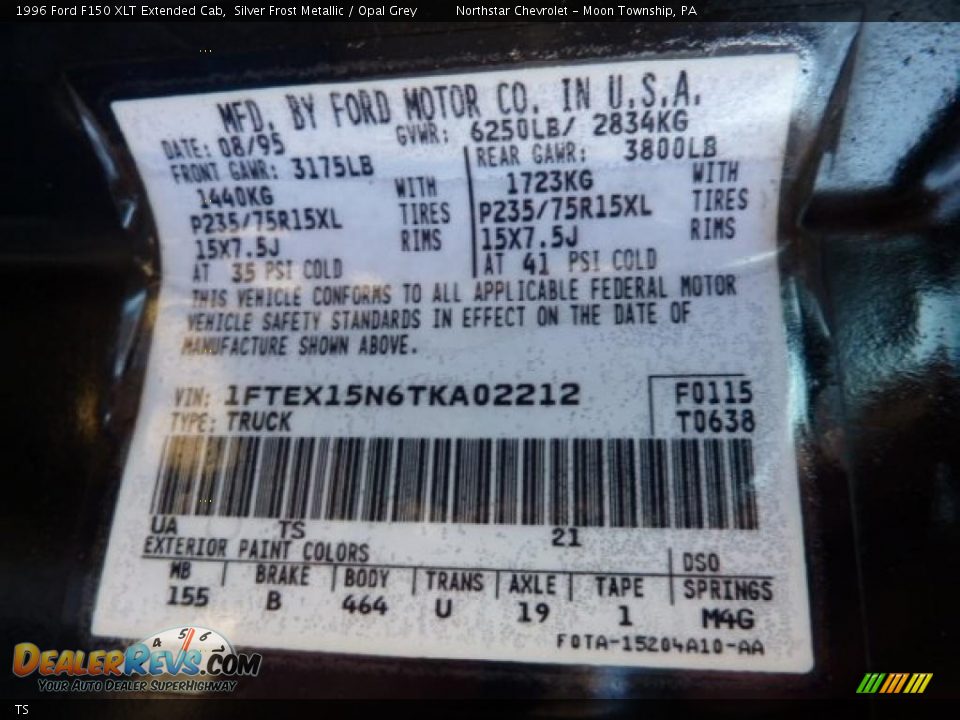 1996 Ford F150 XLT Extended Cab, Silver Frost Metallic / Opal Grey Northstar Chevrolet - Moon Township, PA
MFD. BY FORD MOTOR CO. IN U.S.A.
DATE: 08/95 GVWR: 6250LB/ 2834KG
FRONT GAWR: 3175LB REAR GAWR: 3800LB
1440KG WITH 1723KG WITH
P235/75R15XL TIRES P235/75R15XL TIRES
15X7.5J RIMS 15X7.5J RIMS
AT 35 PSI COLD AT 41 PSI COLD
THIS VEHICLE CONFORMS TO ALL APPLICABLE FEDERAL MOTOR
VEHICLE SAFETY STANDARDS IN EFFECT ON THE DATE OF
MANUFACTURE SHOWN ABOVE.
VIN: 1FTEX15N6TKA02212 F0115
TYPE: TRUCK T0638
UA TS 21
EXTERIOR PAINT COLORS DSO
WB BRAKE BODY TRANS AXLE TAPE SPRINGS
155 B 464 U 19 1 M4G
F0TA-15204A10-AA
4 5 6
DEALERREVS.COM
YOUR AUTO DEALER SUPERHIGHWAY
TS